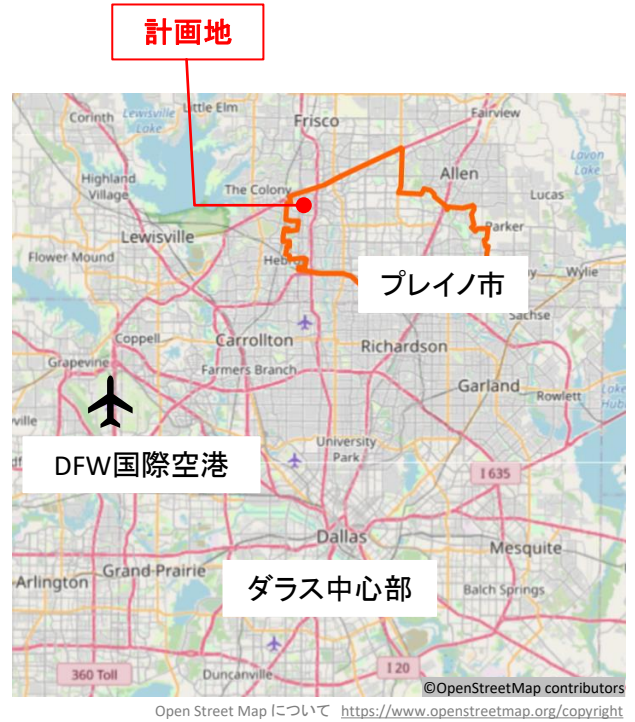 計画地
Corinth
Lewisville
Lake
Little Elm
Frisco
Fairview
Highland
Village
The Colony
Allen
Lavon
Lake
Lucas
Lewisville
Parker
Flower Mound
プレイノ市
Wylie
Sachse
Coppell
Carrollton
Richardson
Grapevine
Farmers Branch
Garland
Rowlett
DFW国際空港
University
Park
I 635
Dallas
Mesquite
Arlington
Grand Prairie
ダラス中心部
Balch Springs
360 Toll
Duncanville
I 20
©OpenStreetMap contributors
Open Street Map について https://www.openstreetmap.org/copyright